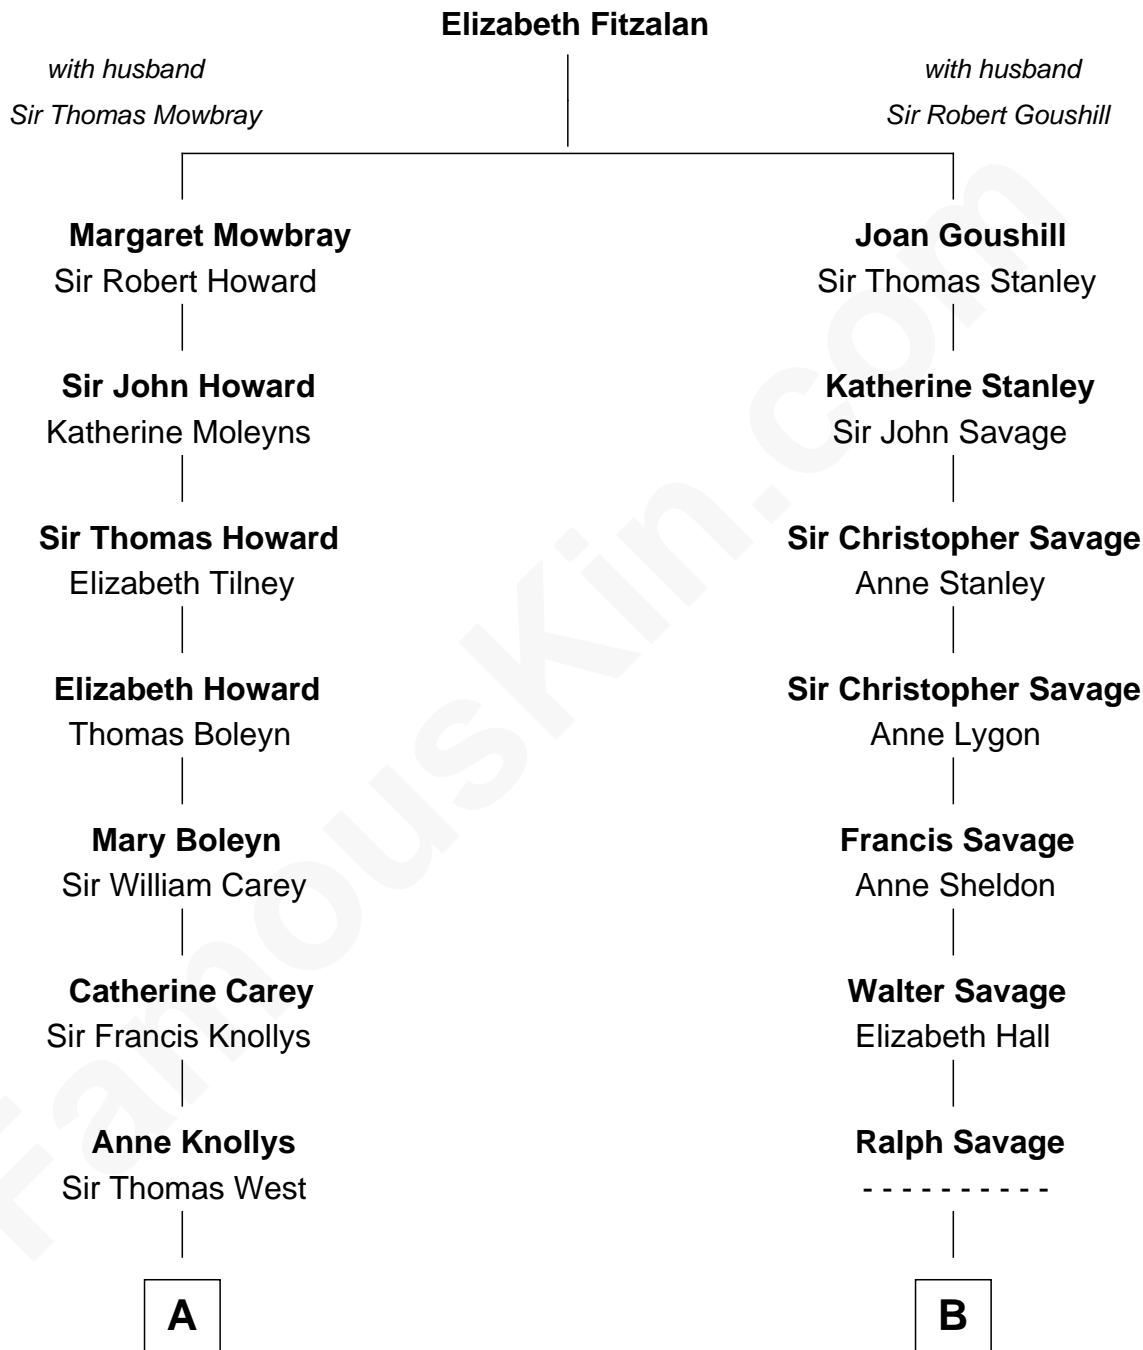 Elizabeth Fitzalan
with husband
Sir Thomas Mowbray
with husband
Sir Robert Goushill
Margaret Mowbray
Sir Robert Howard
Joan Goushill
Sir Thomas Stanley
Sir John Howard
Katherine Moleyns
Katherine Stanley
Sir John Savage
Sir Thomas Howard
Elizabeth Tilney
Sir Christopher Savage
Anne Stanley
Elizabeth Howard
Thomas Boleyn
Sir Christopher Savage
Anne Lygon
Mary Boleyn
Sir William Carey
Francis Savage
Anne Sheldon
Catherine Carey
Sir Francis Knollys
Walter Savage
Elizabeth Hall
Anne Knollys
Sir Thomas West
Ralph Savage
- - - - - - - - - -
A
B
FamousKin.com